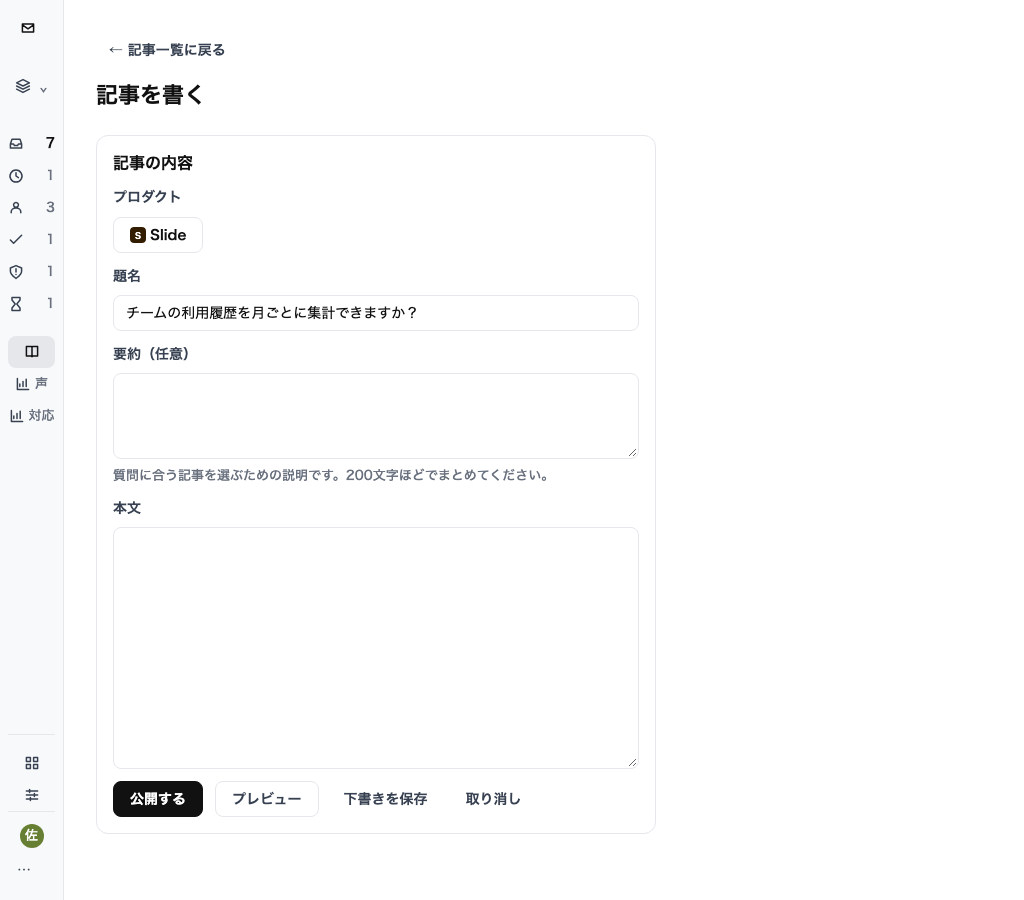 7
1
3
1
1
1
声
対応
佐
…
← 記事一覧に戻る
記事を書く
記事の内容
プロダクト
S Slide
題名
チームの利用履歴を月ごとに集計できますか？
要約（任意）
質問に合う記事を選ぶための説明です。200文字ほどでまとめてください。
本文
公開する プレビュー 下書きを保存 取り消し